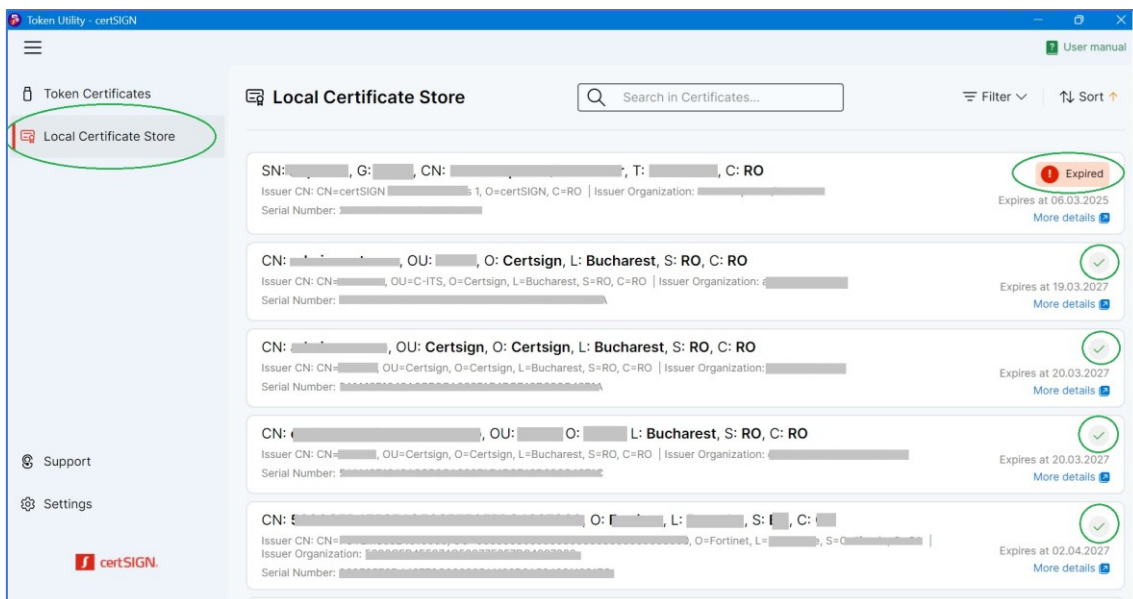 Token Utility - certSIGN
User manual
Token Certificates
Local Certificate Store
Support
Settings
certSIGN.
Local Certificate Store
Search in Certificates...
Filter
Sort
SN: , G: , CN: , T: , C: RO
Issuer CN: CN=certSIGN 1, O=certSIGN, C=RO | Issuer Organization:
Serial Number:
Expired
Expires at 06.03.2025
More details
CN: , OU: , O: Certsign, L: Bucharest, S: RO, C: RO
Issuer CN: CN= , OU=C-ITS, O=Certsign, L=Bucharest, S=RO, C=RO | Issuer Organization:
Serial Number:
Expires at 19.03.2027
More details
CN: , OU: Certsign, O: Certsign, L: Bucharest, S: RO, C: RO
Issuer CN: CN= , OU=Certsign, O=Certsign, L=Bucharest, S=RO, C=RO | Issuer Organization:
Serial Number:
Expires at 20.03.2027
More details
CN: , OU: O: L: Bucharest, S: RO, C: RO
Issuer CN: CN= , OU=Certsign, O=Certsign, L=Bucharest, S=RO, C=RO | Issuer Organization:
Serial Number:
Expires at 20.03.2027
More details
CN: , O: , L: , S: , C:
Issuer CN: CN= , O=Fortinet, L= , S= |
Issuer Organization:
Serial Number:
Expires at 02.04.2027
More details